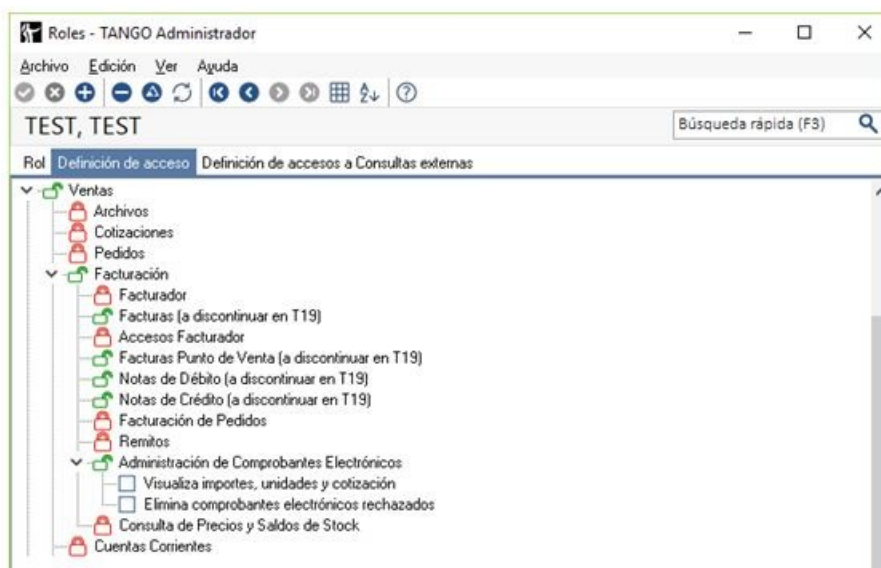 Roles - TANGO Administrador
Archivo Edición Ver Ayuda
TEST, TEST
Búsqueda rápida (F3)
Rol Definición de acceso Definición de accesos a Consultas externas
Ventas
Archivos
Cotizaciones
Pedidos
Facturación
Facturador
Facturas (a discontinuar en T19)
Accesos Facturador
Facturas Punto de Venta (a discontinuar en T19)
Notas de Débito (a discontinuar en T19)
Notas de Crédito (a discontinuar en T19)
Facturación de Pedidos
Remitos
Administración de Comprobantes Electrónicos
Visualiza importes, unidades y cotización
Elimina comprobantes electrónicos rechazados
Consulta de Precios y Saldos de Stock
Cuentas Corrientes